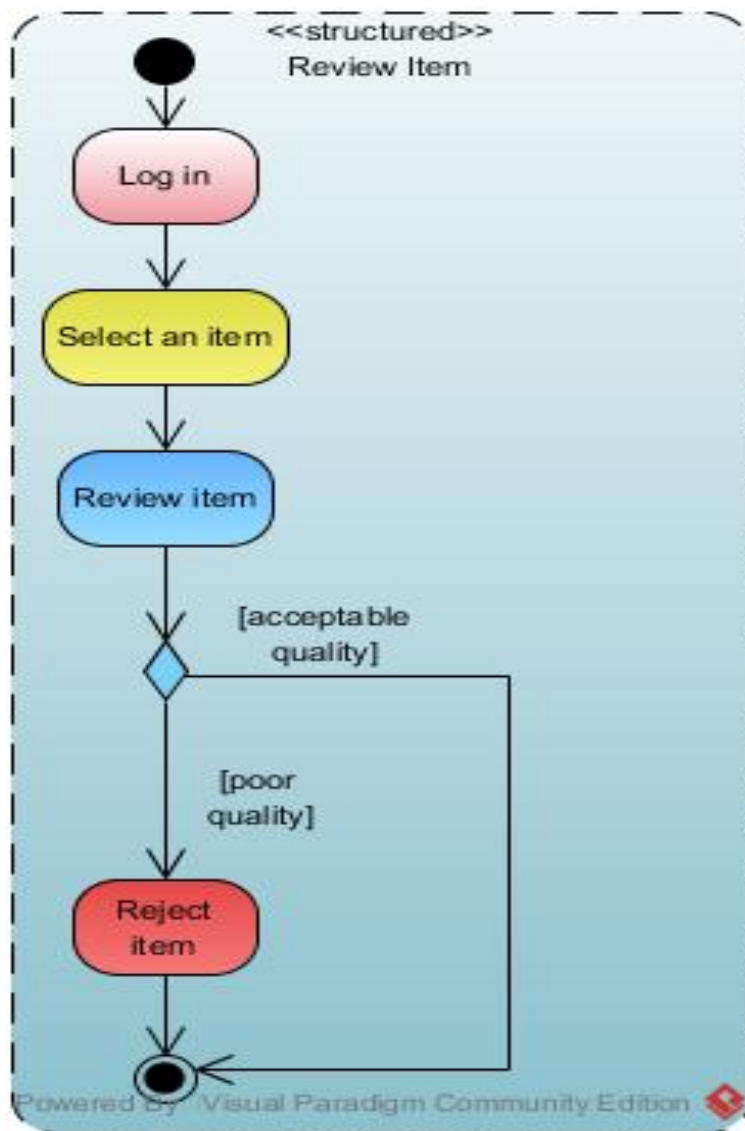 <<structured>>
Review Item
Log in
Select an item
Review item
[acceptable
quality]
[poor
quality]
Reject
item
Powered By Visual Paradigm Community Edition